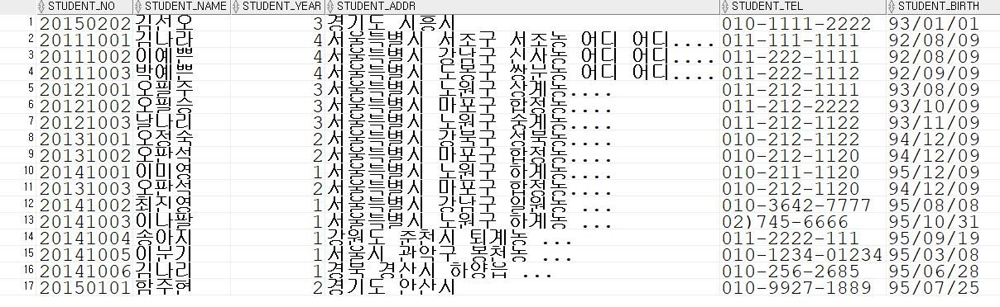 STUDENT_NO STUDENT_NAME STUDENT_YEAR STUDENT_ADDR STUDENT_TEL STUDENT_BIRTH
1 20150202 김선오 3 경기도 시흥시 010-1111-2222 93/01/01
2 20111001 김나라 4 서울특별시 서초구 서초동 어디 어디.... 011-111-1111 92/08/09
3 20111002 이예쁜 4 서울특별시 강남구 신사동 어디 어디.... 011-222-1111 92/08/09
4 20111003 박예쁜 4 서울특별시 도봉구 쌍문동 어디 어디.... 011-222-1112 92/09/09
5 20121001 오필주 3 서울특별시 노원구 상계동.... 011-212-1111 93/08/09
6 20121002 오필승 3 서울특별시 마포구 합정동.... 011-212-2222 93/10/09
7 20121003 날나리 3 서울특별시 노원구 중계동.... 011-212-1122 93/11/09
8 20131001 오정숙 2 서울특별시 강북구 성북동.... 010-212-1122 94/12/09
9 20131002 오판석 2 서울특별시 마포구 합정동.... 010-212-1120 94/12/09
10 20141001 이미영 1 서울특별시 노원구 하계동.... 010-211-1120 95/12/09
11 20131003 오판석 2 서울특별시 마포구 합정동.... 010-212-1120 94/12/09
12 20141002 최진영 1 서울특별시 강남구 일원동 ... 010-3642-7777 95/08/08
13 20141003 이나팔 1 서울특별시 노원구 하계동 ... 02)745-6666 95/10/31
14 20141004 송아시 1 강원도 춘천시 퇴계동 ... 011-2222-111 95/09/19
15 20141005 이문기 1 서울시 관악구 봉천동 ... 010-1234-01234 95/03/08
16 20141006 김나리 1 경북 경산시 하양읍 ... 010-256-2685 95/06/28
17 20150101 함주현 2 경기도 안산시 010-9927-1889 95/07/25